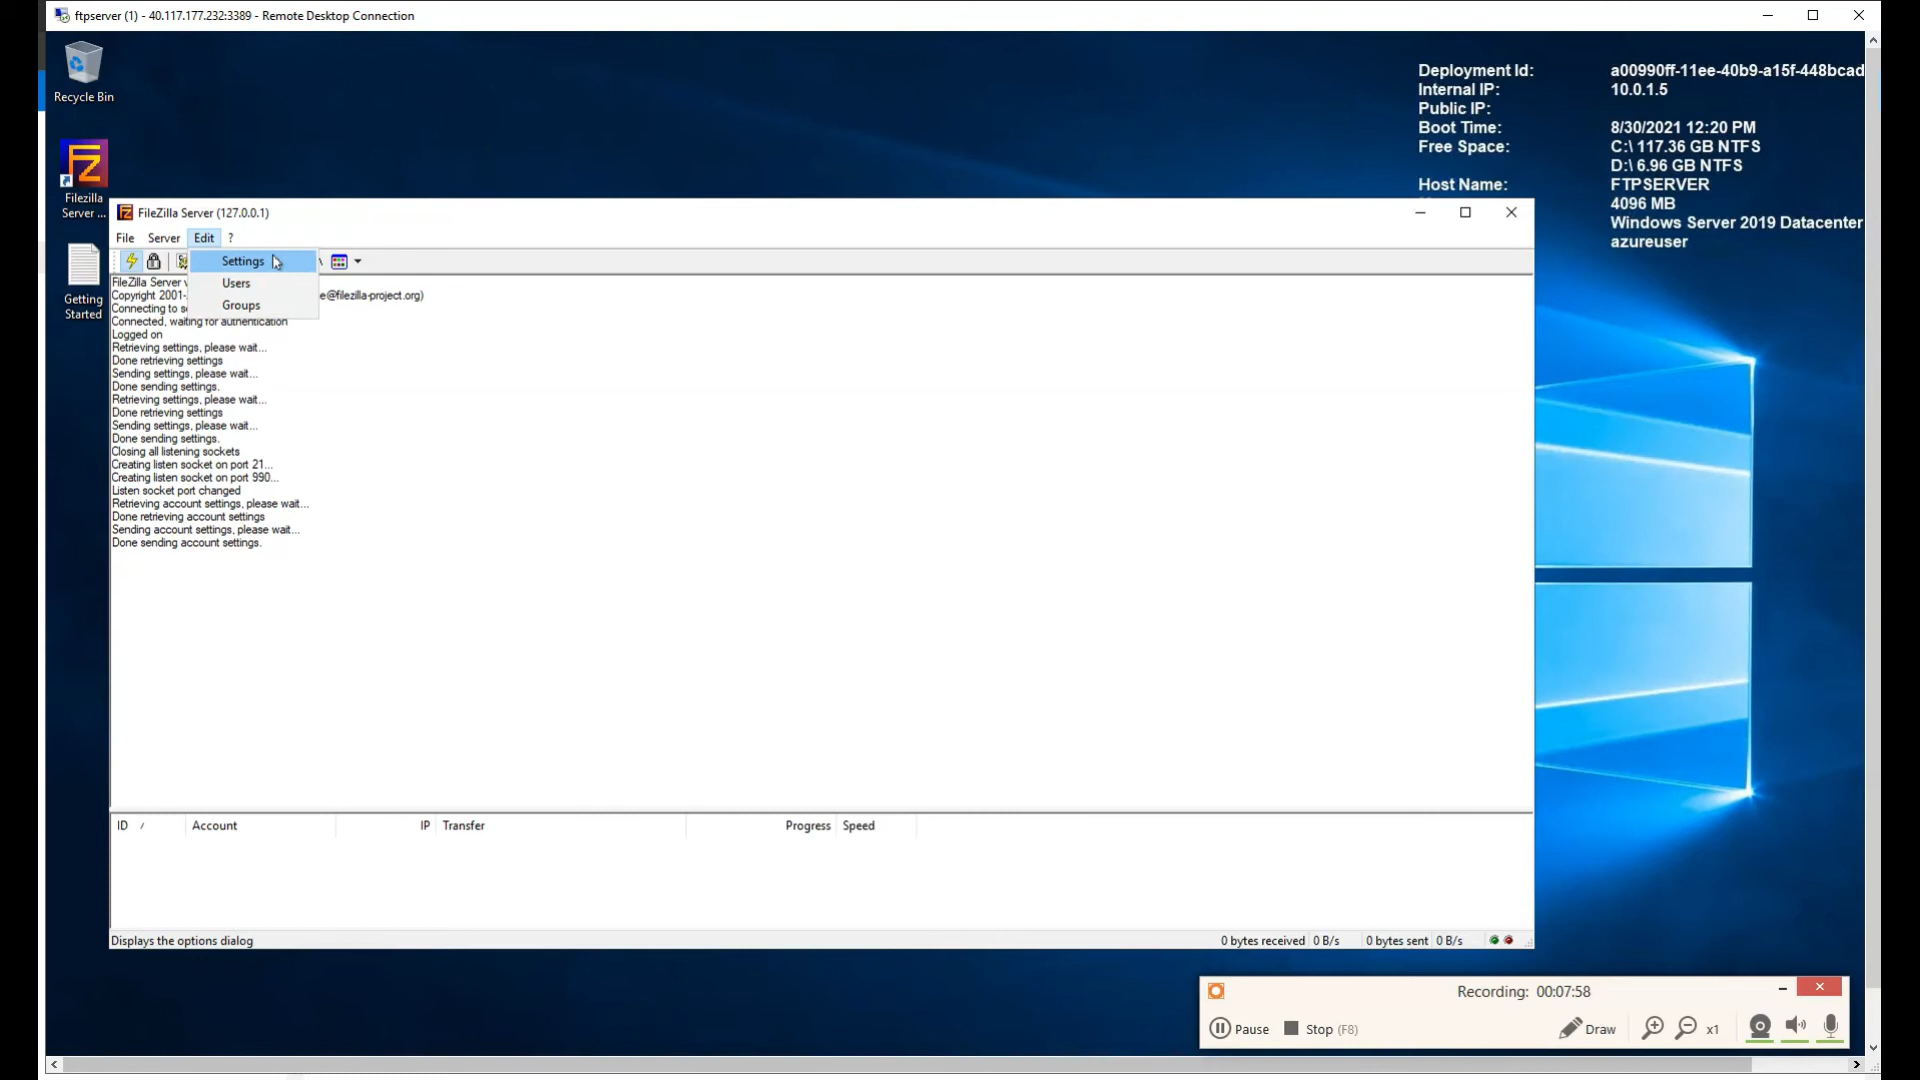 ftpserver (1) - 40.117.177.232:3389 - Remote Desktop Connection
Recycle Bin
Deployment Id: a00990ff-11ee-40b9-a15f-448bcad
Internal IP: 10.0.1.5
Public IP:
Boot Time: 8/30/2021 12:20 PM
Free Space: C:\ 117.36 GB NTFS
D:\ 6.96 GB NTFS
Host Name: FTPSERVER
4096 MB
Windows Server 2019 Datacenter
azureuser
Filezilla
Server ...
Getting
Started
FileZilla Server (127.0.0.1)
File Server Edit ?
Settings
Users
Groups
FileZilla Server
Copyright 2001- e@filezilla-project.org)
Connecting to
Connected, waiting for authentication
Logged on
Retrieving settings, please wait...
Done retrieving settings
Sending settings, please wait...
Done sending settings.
Retrieving settings, please wait...
Done retrieving settings
Sending settings, please wait...
Done sending settings.
Closing all listening sockets
Creating listen socket on port 21...
Creating listen socket on port 990...
Listen socket port changed
Retrieving account settings, please wait...
Done retrieving account settings
Sending account settings, please wait...
Done sending account settings.
ID / Account IP Transfer Progress Speed
Displays the options dialog
0 bytes received 0 B/s 0 bytes sent 0 B/s
Recording: 00:07:58
Pause Stop (F8) Draw x1